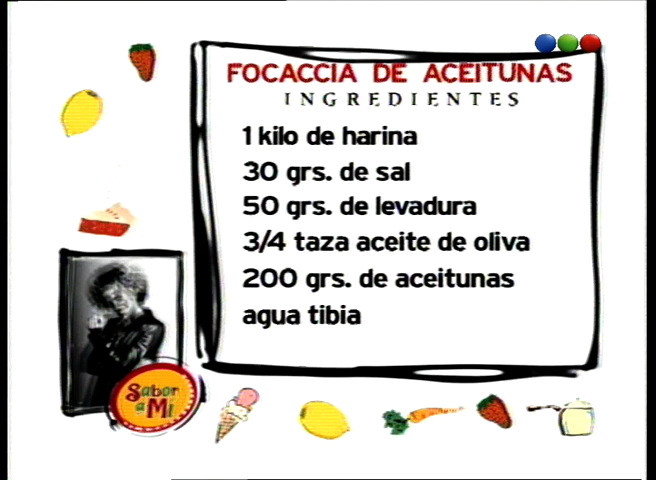 FOCACCIA DE ACEITUNAS
INGREDIENTES
1 kilo de harina
30 grs. de sal
50 grs. de levadura
3/4 taza aceite de oliva
200 grs. de aceitunas
agua tibia
Sabor
a Mí